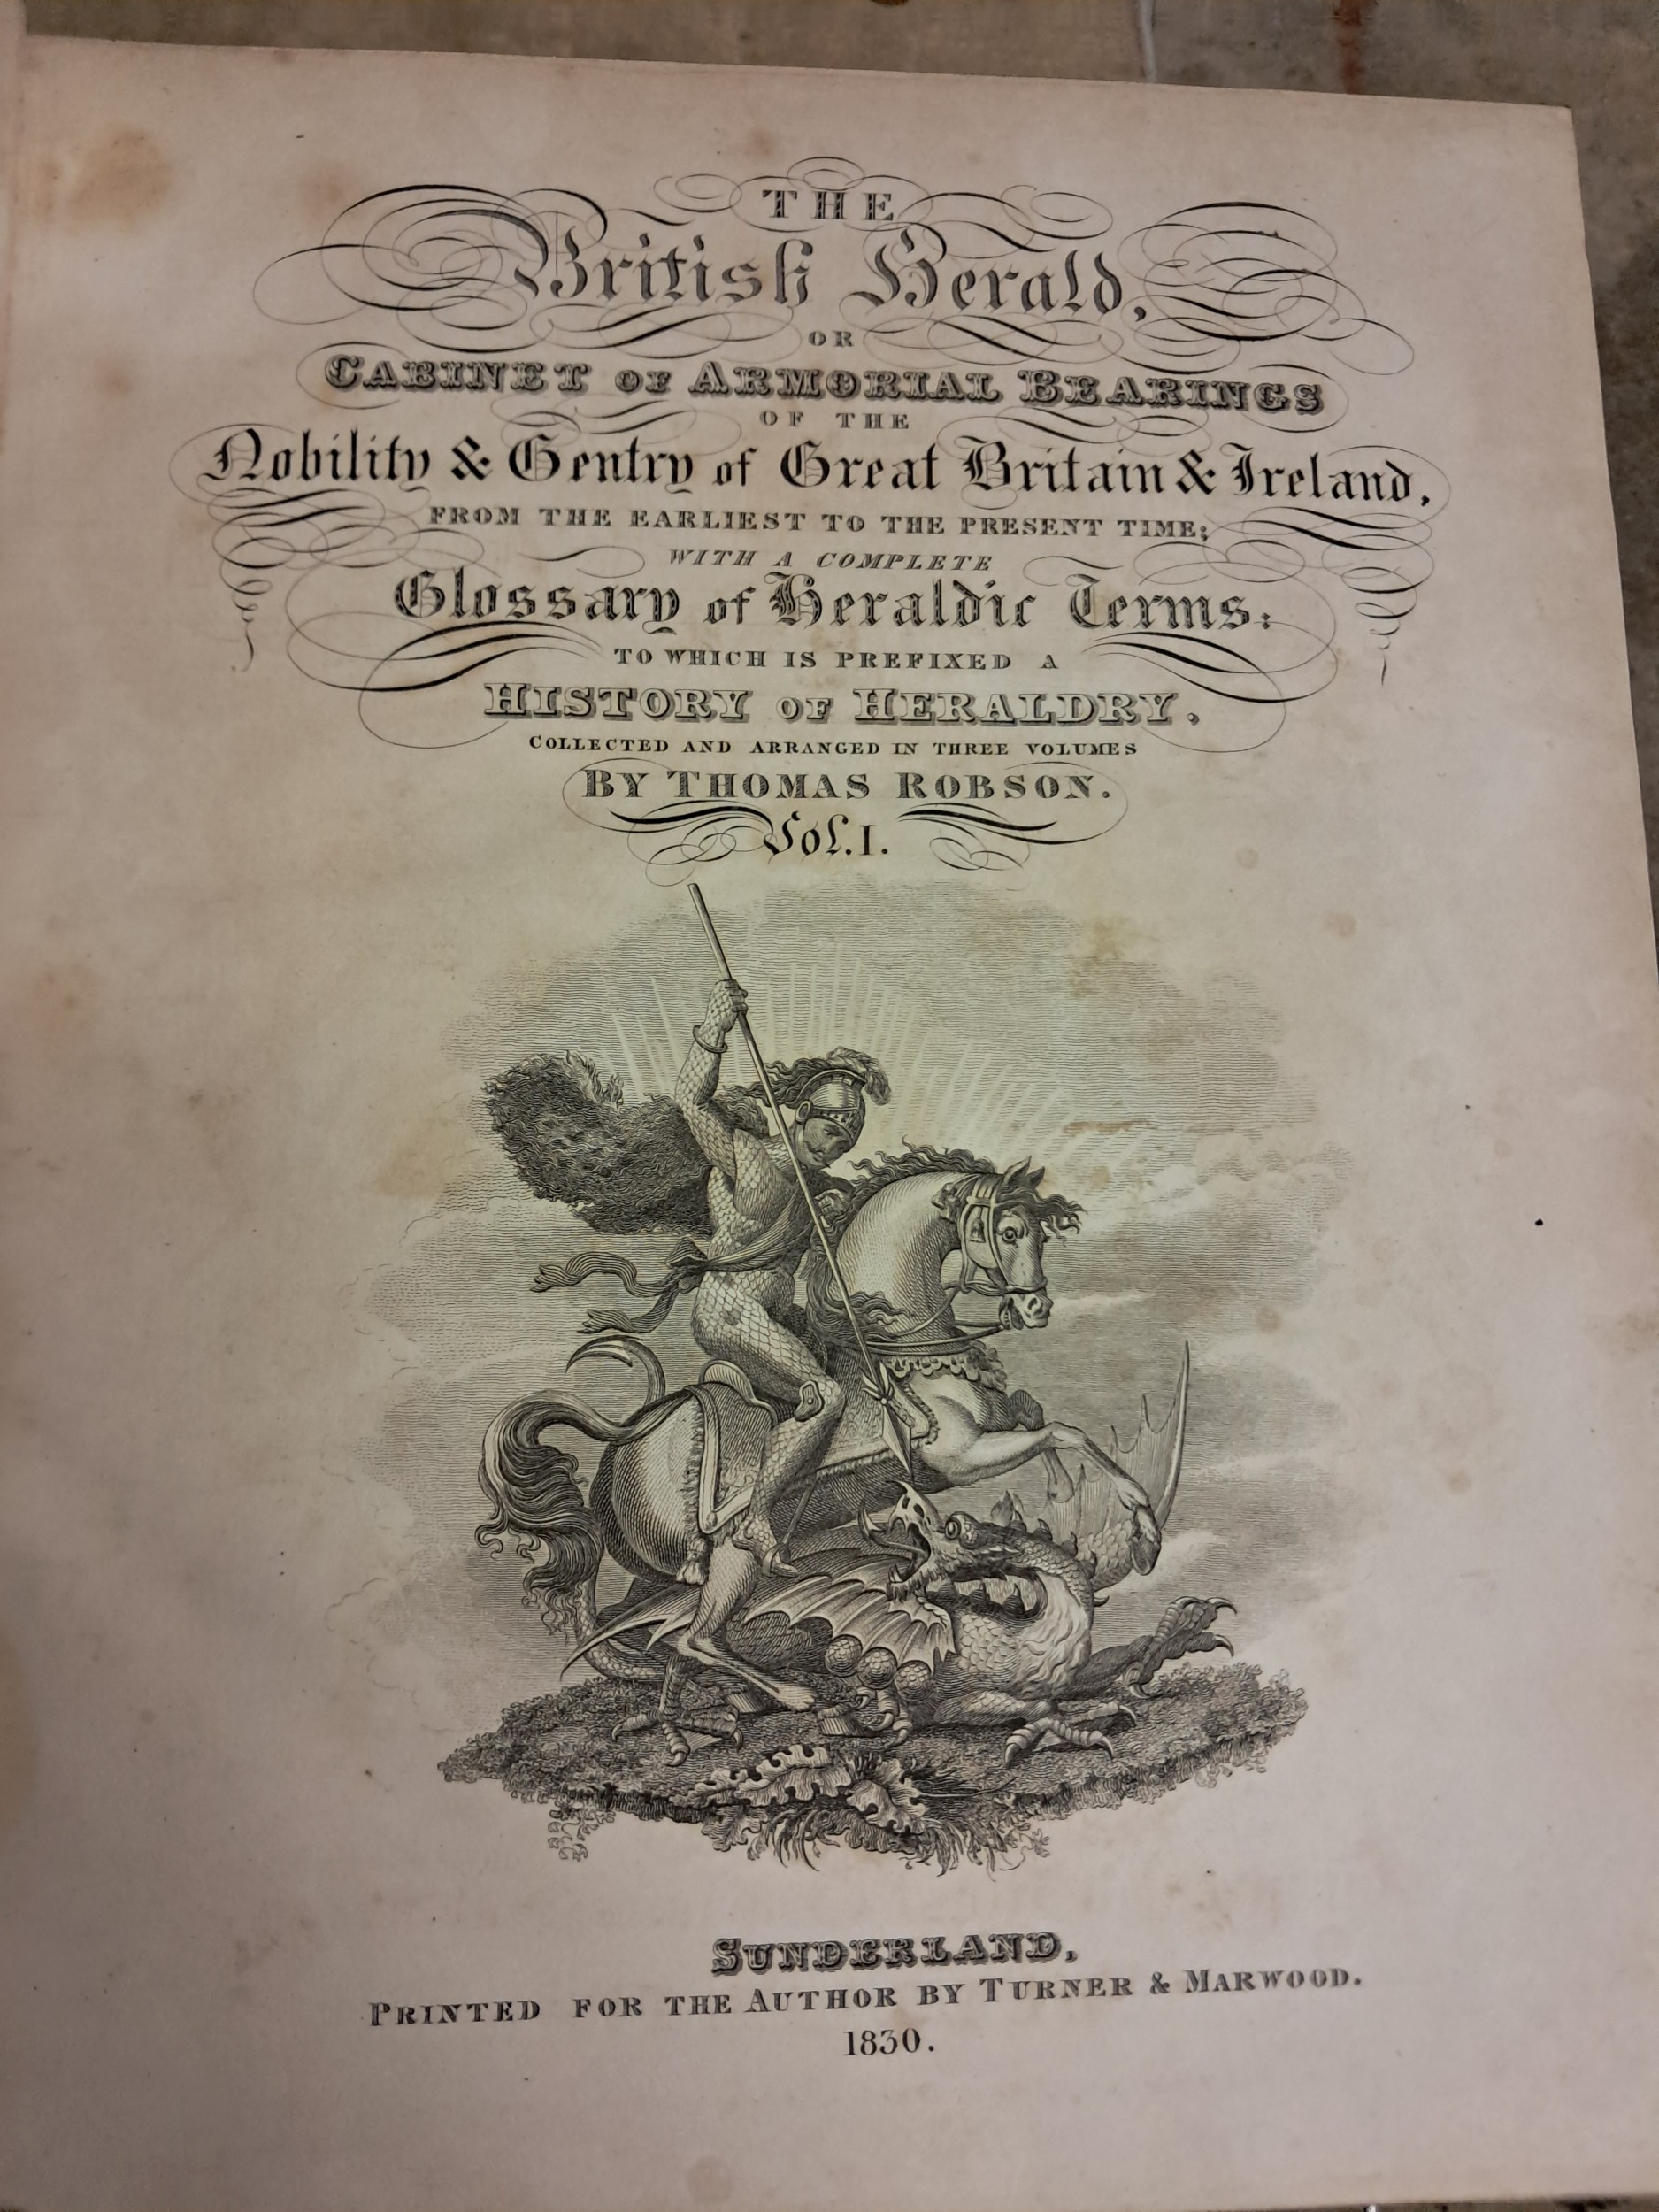 THE
British Herald,
OR
CABINET OF ARMORIAL BEARINGS
OF THE
Nobility & Gentry of Great Britain & Ireland,
FROM THE EARLIEST TO THE PRESENT TIME;
WITH A COMPLETE
Glossary of Heraldic Terms:
TO WHICH IS PREFIXED A
HISTORY OF HERALDRY,
COLLECTED AND ARRANGED IN THREE VOLUMES
BY THOMAS ROBSON.
VOL. I.
SUNDERLAND,
PRINTED FOR THE AUTHOR BY TURNER & MARWOOD.
1830.